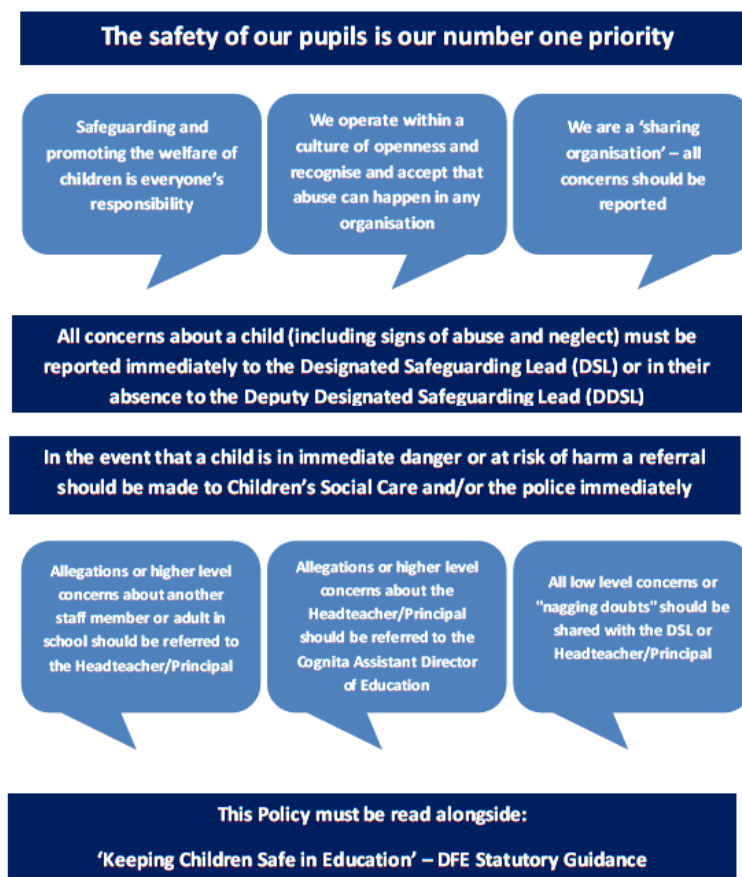 The safety of our pupils is our number one priority
Safeguarding and
promoting the welfare of
children is everyone's
responsibility
We operate within a
culture of openness and
recognise and accept that
abuse can happen in any
organisation
We are a 'sharing
organisation' – all
concerns should be
reported
All concerns about a child (including signs of abuse and neglect) must be
reported immediately to the Designated Safeguarding Lead (DSL) or in their
absence to the Deputy Designated Safeguarding Lead (DDSL)
In the event that a child is in immediate danger or at risk of harm a referral
should be made to Children's Social Care and/or the police immediately
Allegations or higher level
concerns about another
staff member or adult in
school should be referred to
the Headteacher/Principal
Allegations or higher level
concerns about the
Headteacher/Principal
should be referred to the
Cognita Assistant Director
of Education
All low level concerns or
"nagging doubts" should be
shared with the DSL or
Headteacher/Principal
This Policy must be read alongside:
'Keeping Children Safe in Education' – DFE Statutory Guidance